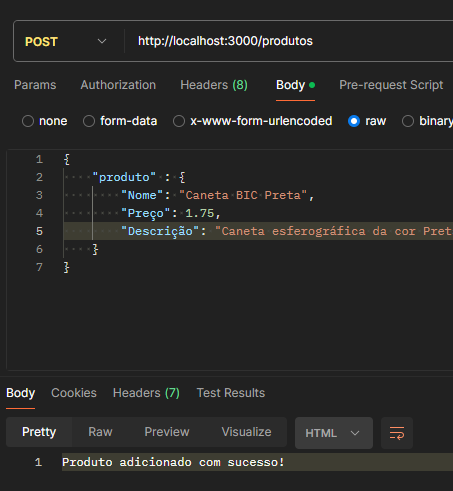 POST http://localhost:3000/produtos
Params Authorization Headers (8) Body Pre-request Script
none form-data x-www-form-urlencoded raw binary
1 {
2 "produto" : {
3 "Nome": "Caneta BIC Preta",
4 "Preço": 1.75,
5 "Descrição": "Caneta esferográfica da cor Pret
6 }
7 }
Body Cookies Headers (7) Test Results
Pretty Raw Preview Visualize HTML
1 Produto adicionado com sucesso!